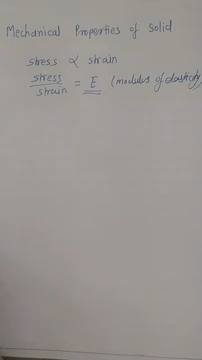 Mechanical Properties of Solid
stress ∝ strain
stress/strain = E (modulus of elasticity)